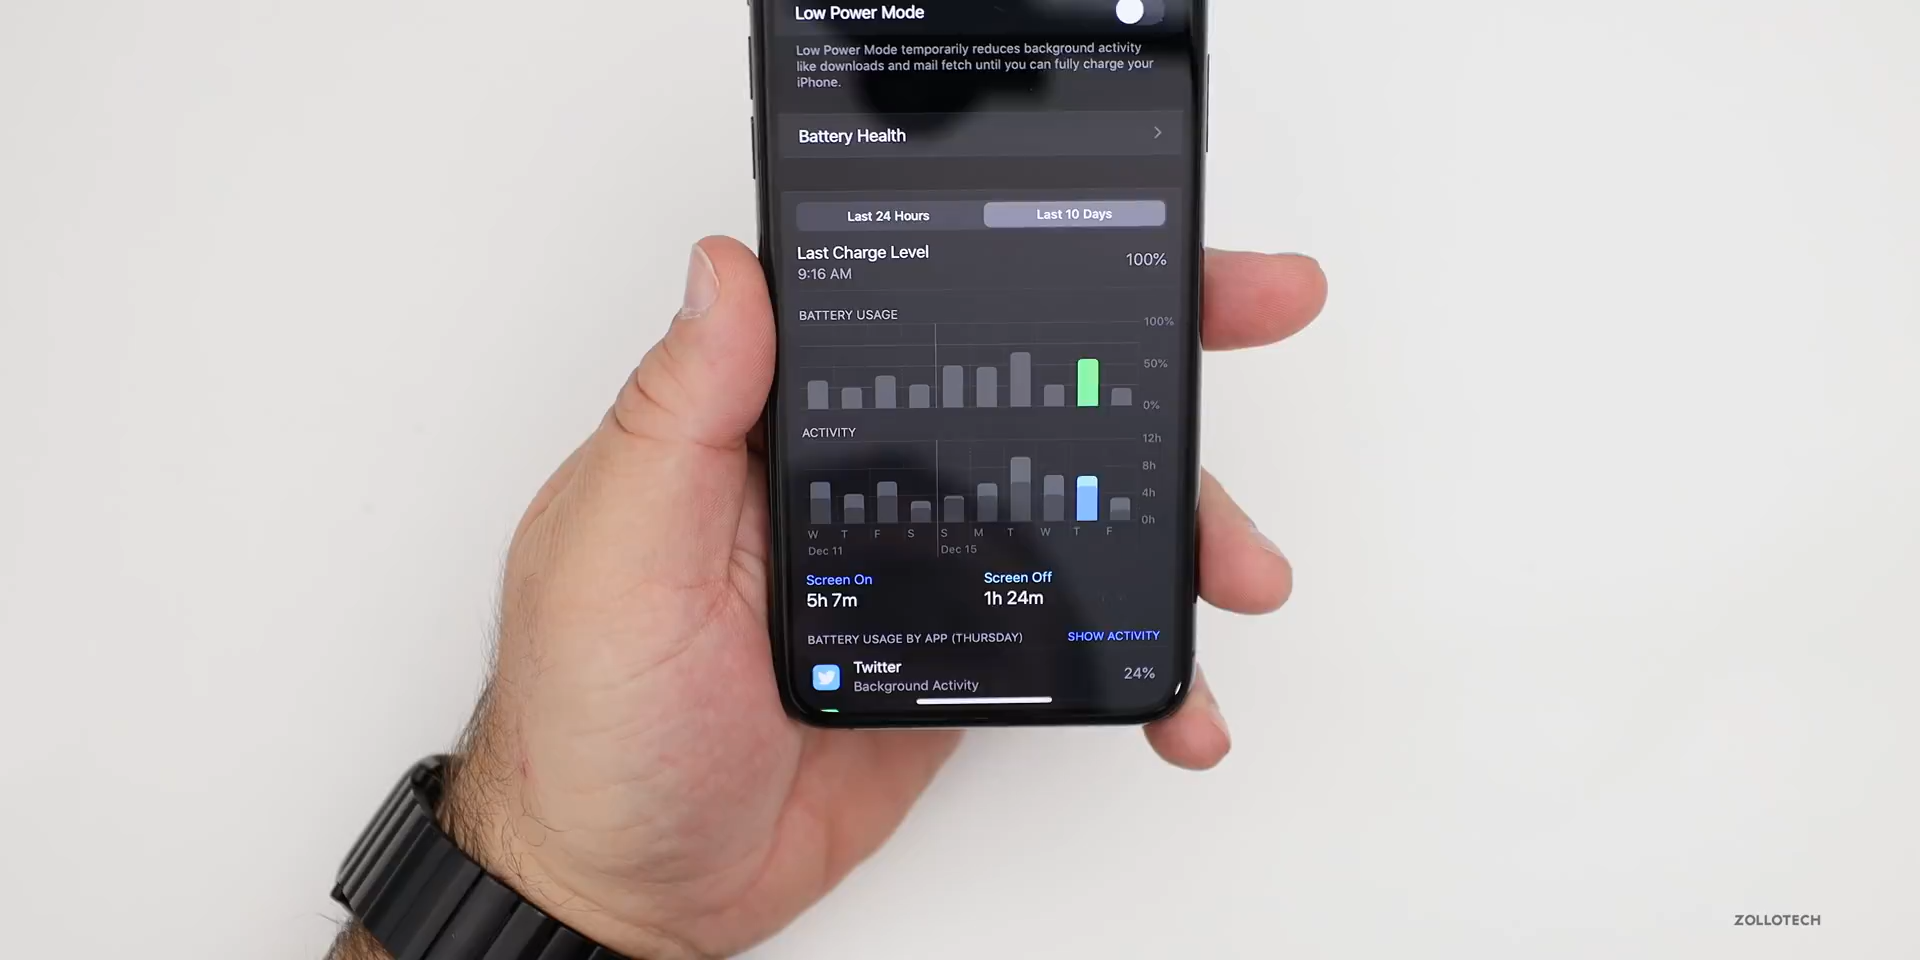 Low Power Mode
Low Power Mode temporarily reduces background activity
like downloads and mail fetch until you can fully charge your
iPhone.
Battery Health
Last 24 Hours
Last 10 Days
Last Charge Level
9:16 AM
100%
BATTERY USAGE
100%
50%
0%
ACTIVITY
12h
8h
4h
0h
W T F S S M T W T F
Dec 11 Dec 15
Screen On
5h 7m
Screen Off
1h 24m
BATTERY USAGE BY APP (THURSDAY)
SHOW ACTIVITY
Twitter
Background Activity
24%
ZOLLOTECH